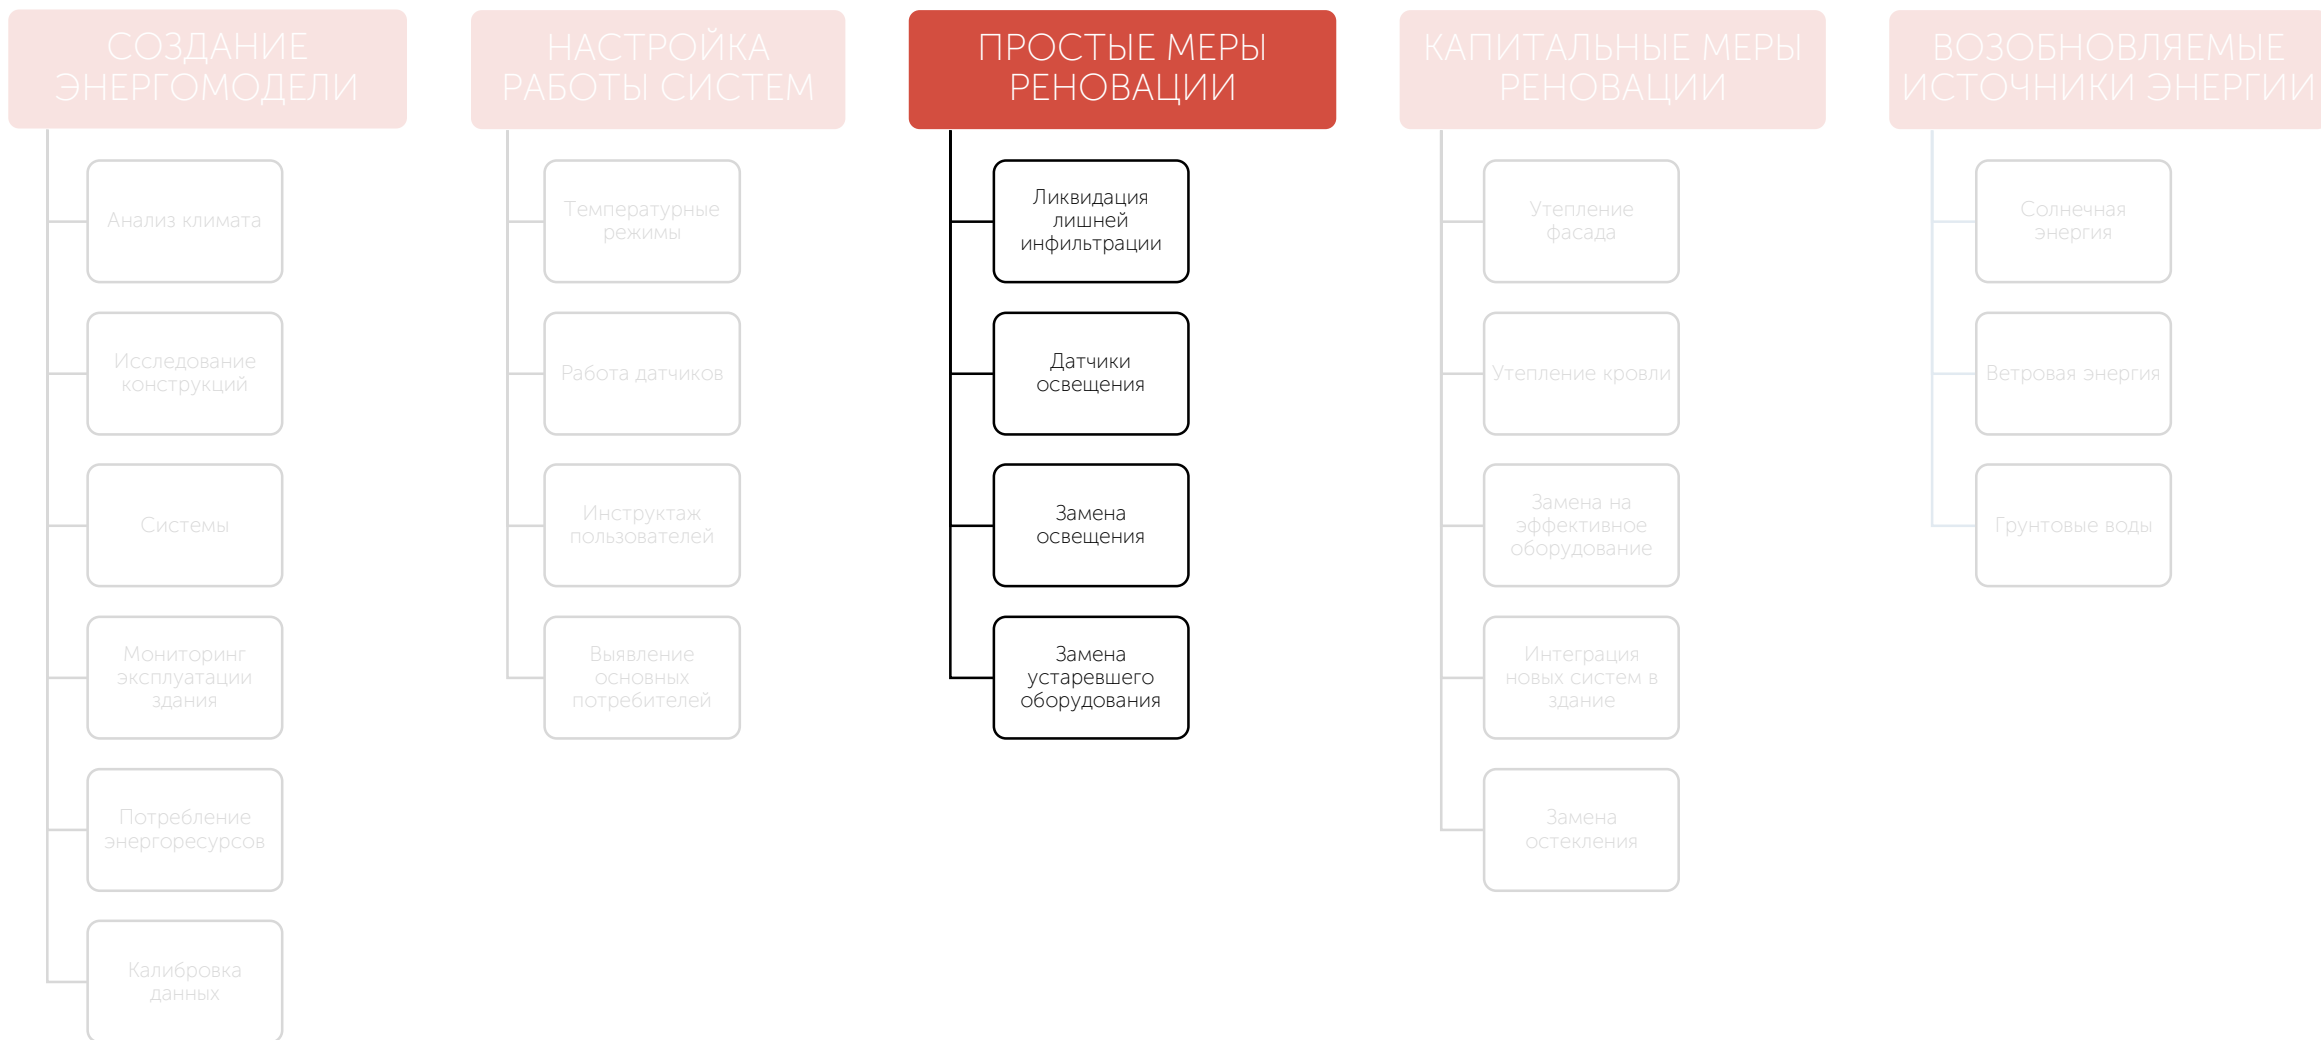 СОЗДАНИЕ
ЭНЕРГОМОДЕЛИ
Анализ климата
Исследование
конструкций
Системы
Мониторинг
эксплуатации
здания
Потребление
энергоресурсов
Калибровка
данных
НАСТРОЙКА
РАБОТЫ СИСТЕМ
Температурные
режимы
Работа датчиков
Инструктаж
пользователей
Выявление
основных
потребителей
ПРОСТЫЕ МЕРЫ
РЕНОВАЦИИ
Ликвидация
лишней
инфильтрации
Датчики
освещения
Замена
освещения
Замена
устаревшего
оборудования
КАПИТАЛЬНЫЕ МЕРЫ
РЕНОВАЦИИ
Утепление
фасада
Утепление кровли
Замена на
эффективное
оборудование
Интеграция
новых систем в
здание
Замена
остекления
ВОЗОБНОВЛЯЕМЫЕ
ИСТОЧНИКИ ЭНЕРГИИ
Солнечная
энергия
Ветровая энергия
Грунтовые воды